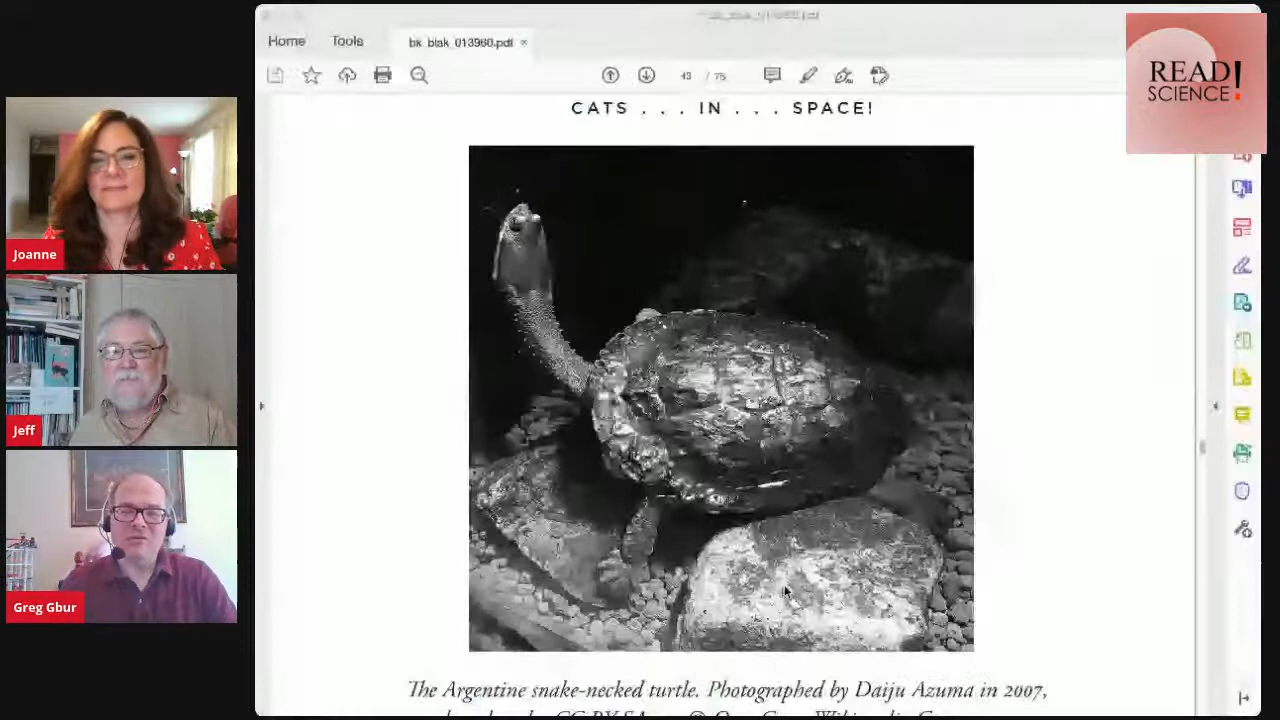 Home
Tools
bk_blak_013960.pdf
43 / 75
READ
SCIENCE!
CATS . . . IN . . . SPACE!
Joanne
Jeff
Greg Gbur
The Argentine snake-necked turtle. Photographed by Daiju Azuma in 2007,